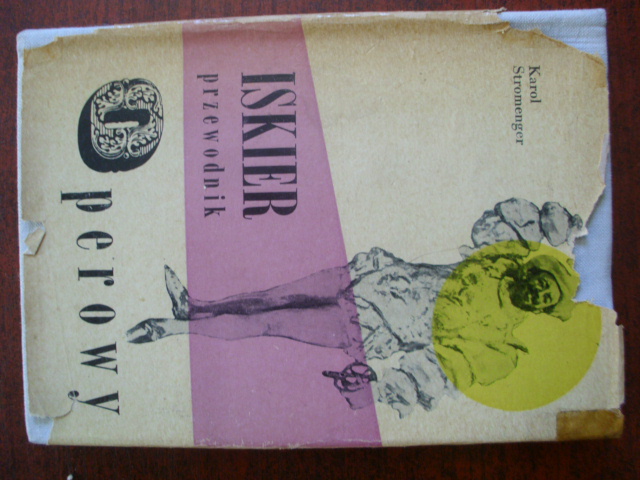 Karol
Stromenger
ISKIER
przewodnik
Operowy